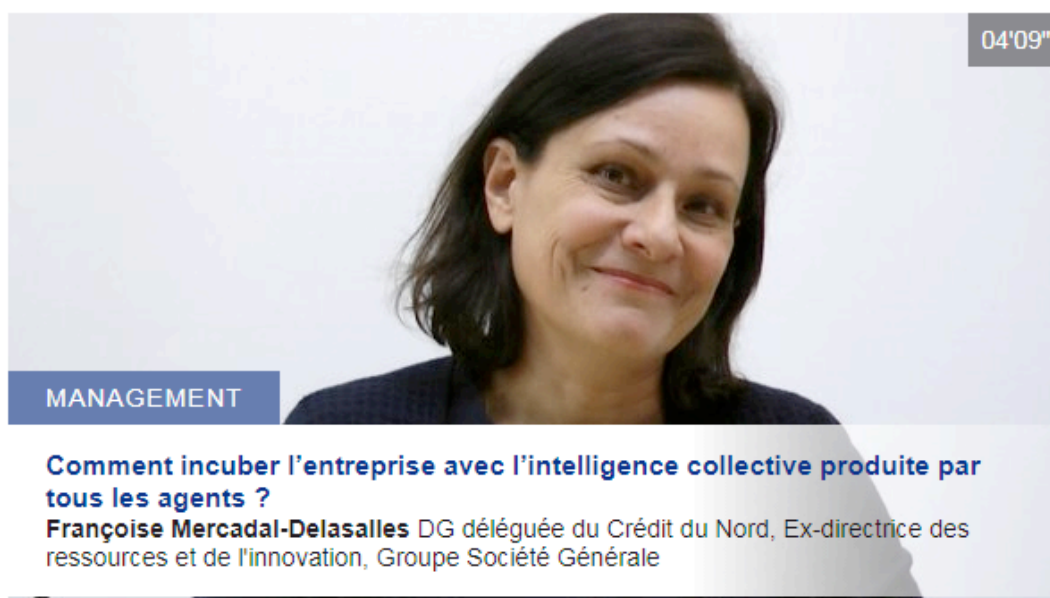 04'09"
MANAGEMENT
Comment incuber l’entreprise avec l’intelligence collective produite par
tous les agents ?
Françoise Mercadal-Delasalles DG déléguée du Crédit du Nord, Ex-directrice des
ressources et de l'innovation, Groupe Société Générale